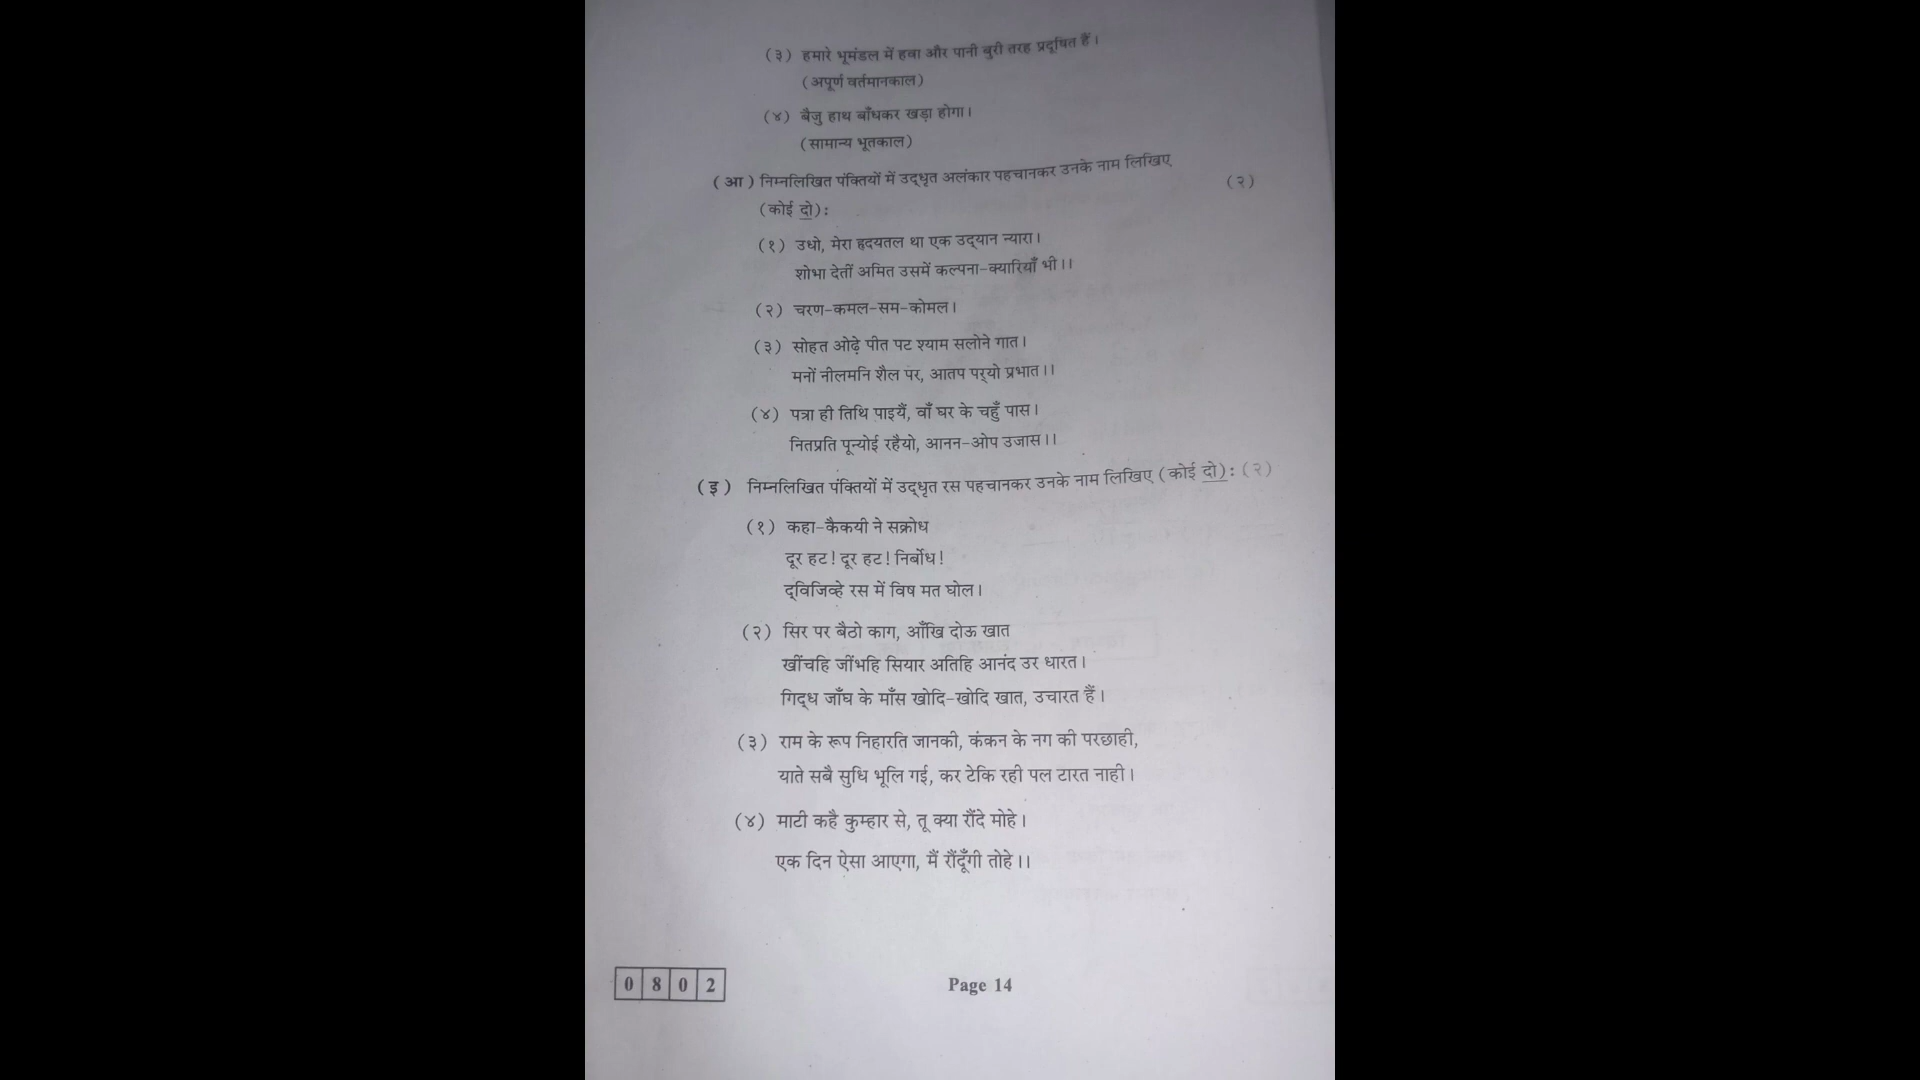 (३) हमारे भूमंडल में हवा और पानी बुरी तरह प्रदूषित हैं।
(अपूर्ण वर्तमानकाल)
(४) बैजु हाथ बाँधकर खड़ा होगा।
(सामान्य भूतकाल)
(आ) निम्नलिखित पंक्तियों में उद्धृत अलंकार पहचानकर उनके नाम लिखिए
(कोई दो): (२)
(१) उधो, मेरा हृदयतल था एक उद्यान न्यारा।
शोभा देतीं अमित उसमें कल्पना-क्यारियाँ भी।।
(२) चरण-कमल-सम-कोमल।
(३) सोहत ओढ़े पीत पट श्याम सलोने गात।
मनों नीलमनि शैल पर, आतप पर्‌यो प्रभात।।
(४) पत्रा ही तिथि पाइयैं, वाँ घर के चहुँ पास।
नितप्रति पून्योई रहैयो, आनन-ओप उजास।।
(इ) निम्नलिखित पंक्तियों में उद्धृत रस पहचानकर उनके नाम लिखिए (कोई दो): (२)
(१) कहा-कैकयी ने सक्रोध
दूर हट! दूर हट! निर्बोध!
द्विजिव्हे रस में विष मत घोल।
(२) सिर पर बैठो काग, आँखि दोऊ खात
खींचहि जींभहि सियार अतिहि आनंद उर धारत।
गिद्ध जाँघ के माँस खोदि-खोदि खात, उचारत हैं।
(३) राम के रूप निहारति जानकी, कंकन के नग की परछाही,
याते सबै सुधि भूलि गई, कर टेकि रही पल टारत नाही।
(४) माटी कहै कुम्हार से, तू क्या रौंदे मोहे।
एक दिन ऐसा आएगा, मैं रौंदूँगी तोहे।।
0 8 0 2
Page 14